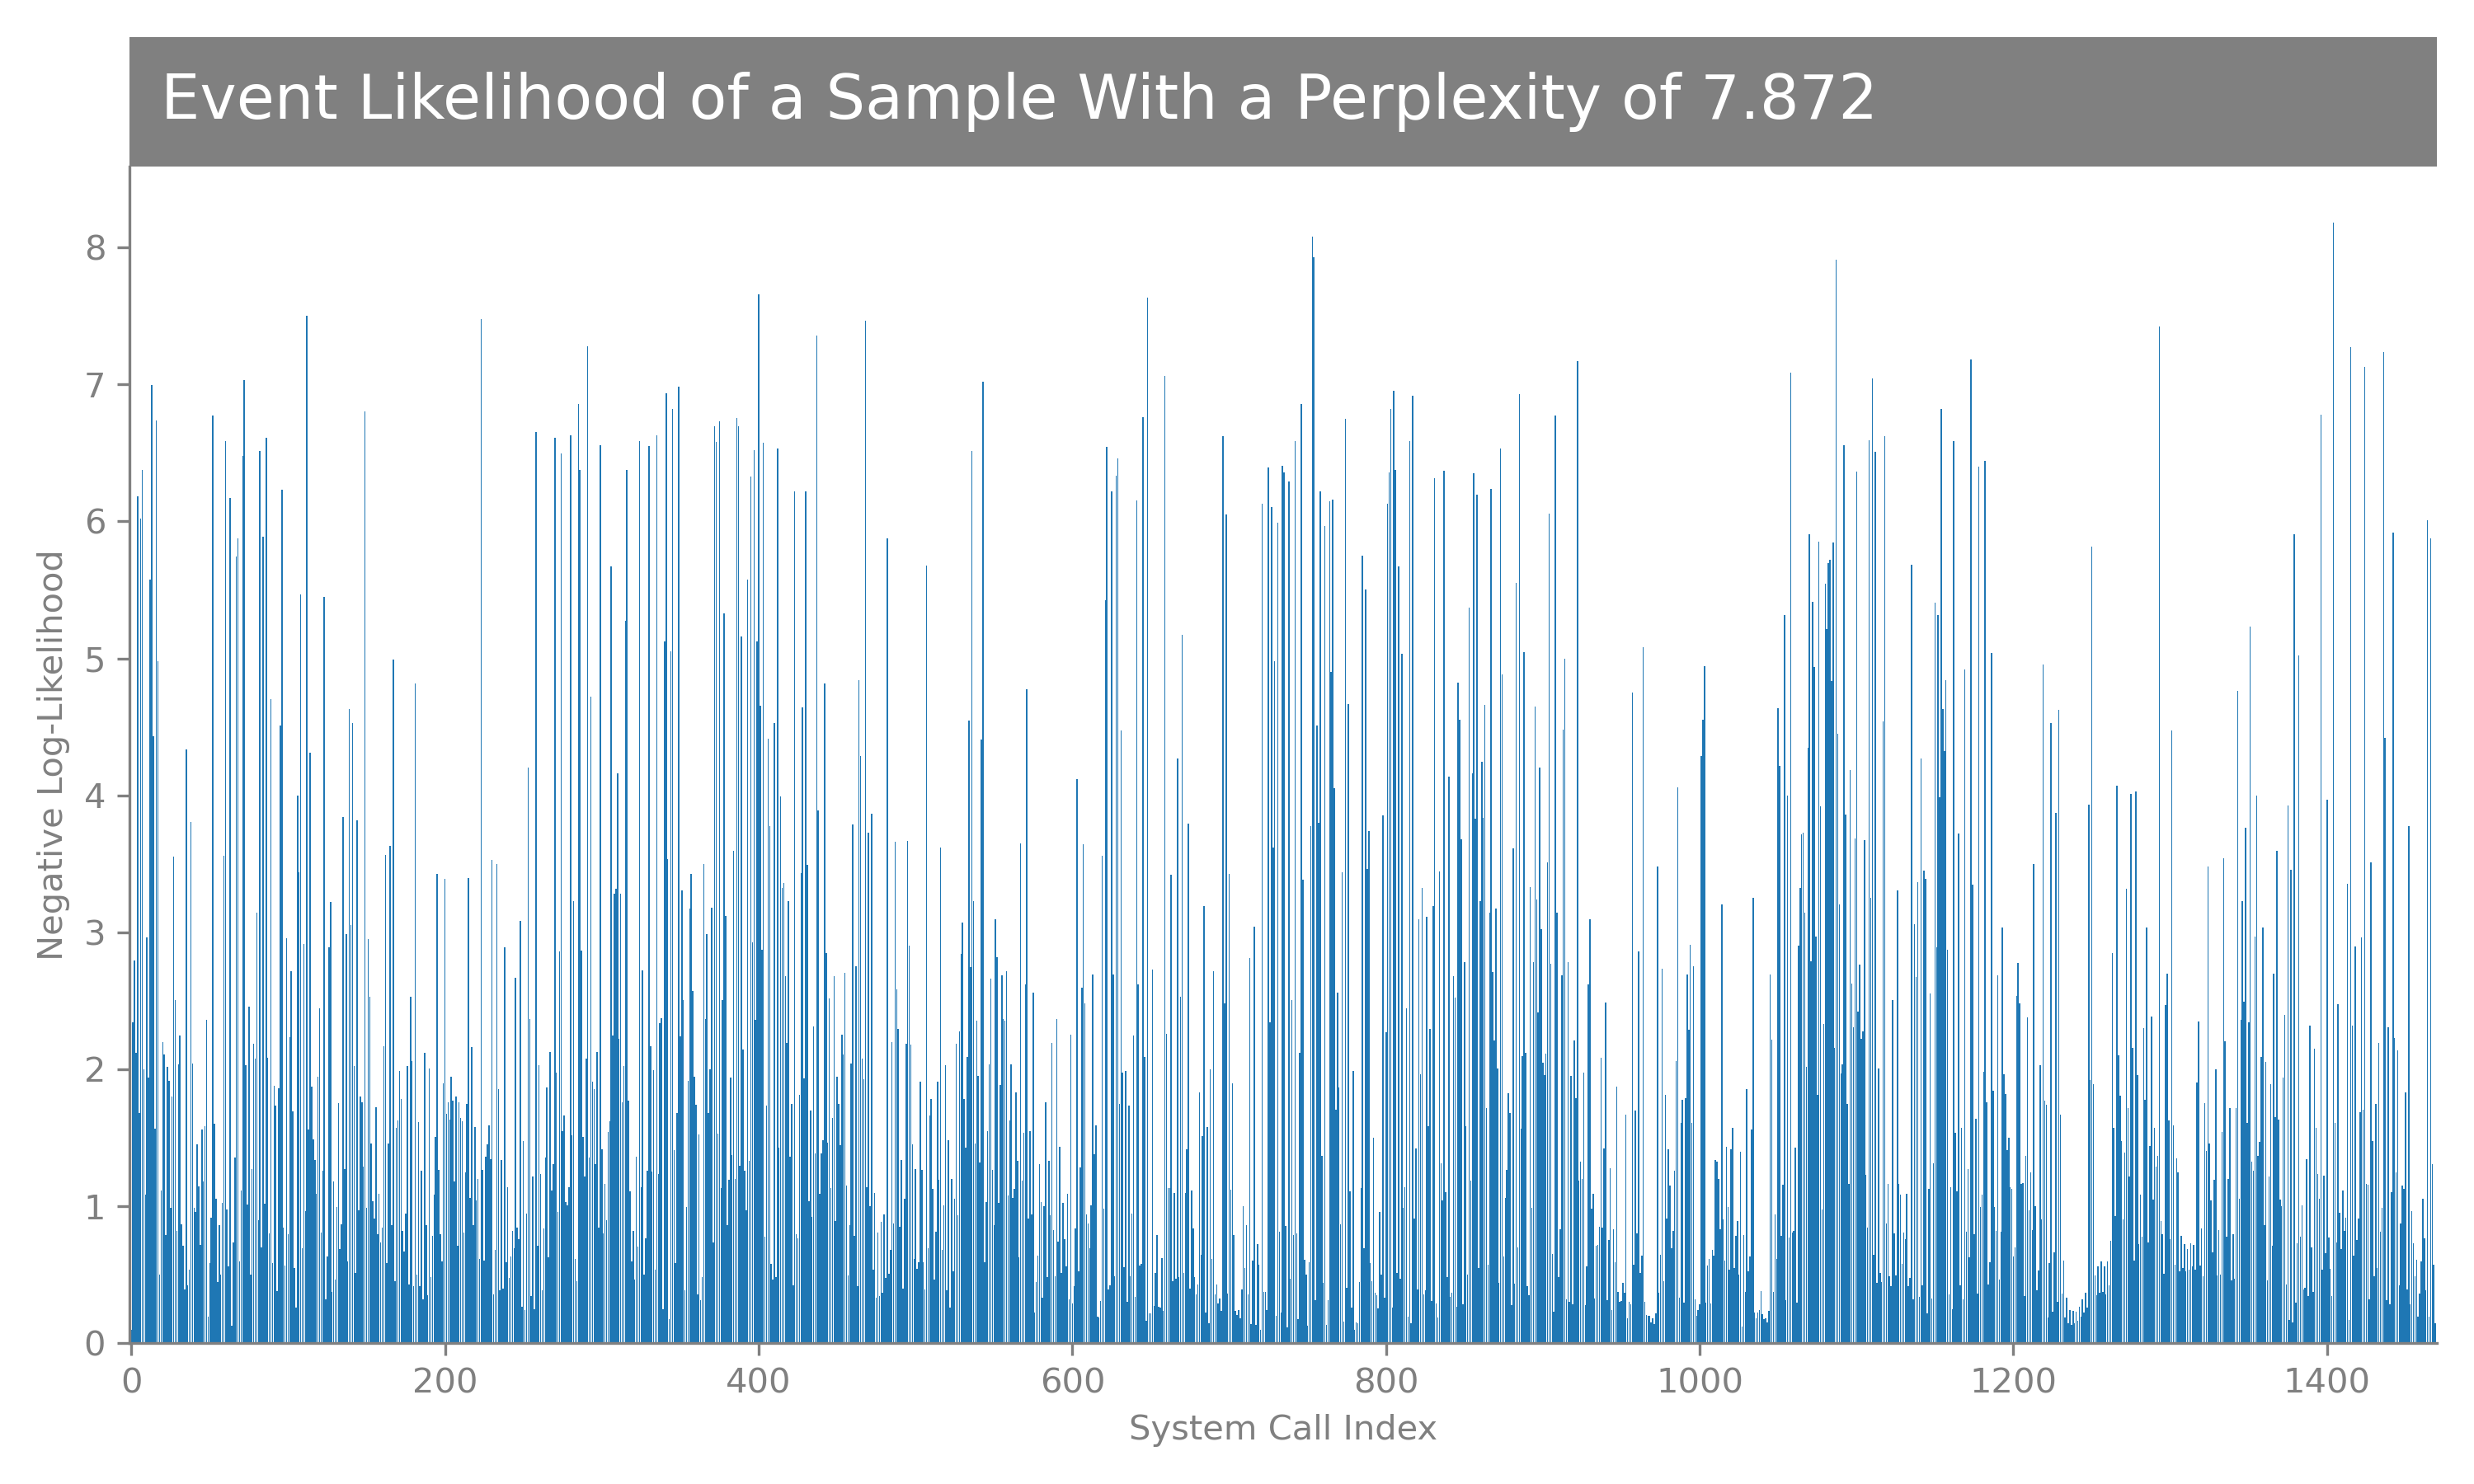 Event Likelihood of a Sample With a Perplexity of 7.872
8
7
6
5
4
3
2
1
0
Negative Log-Likelihood
0 200 400 600 800 1000 1200 1400
System Call Index